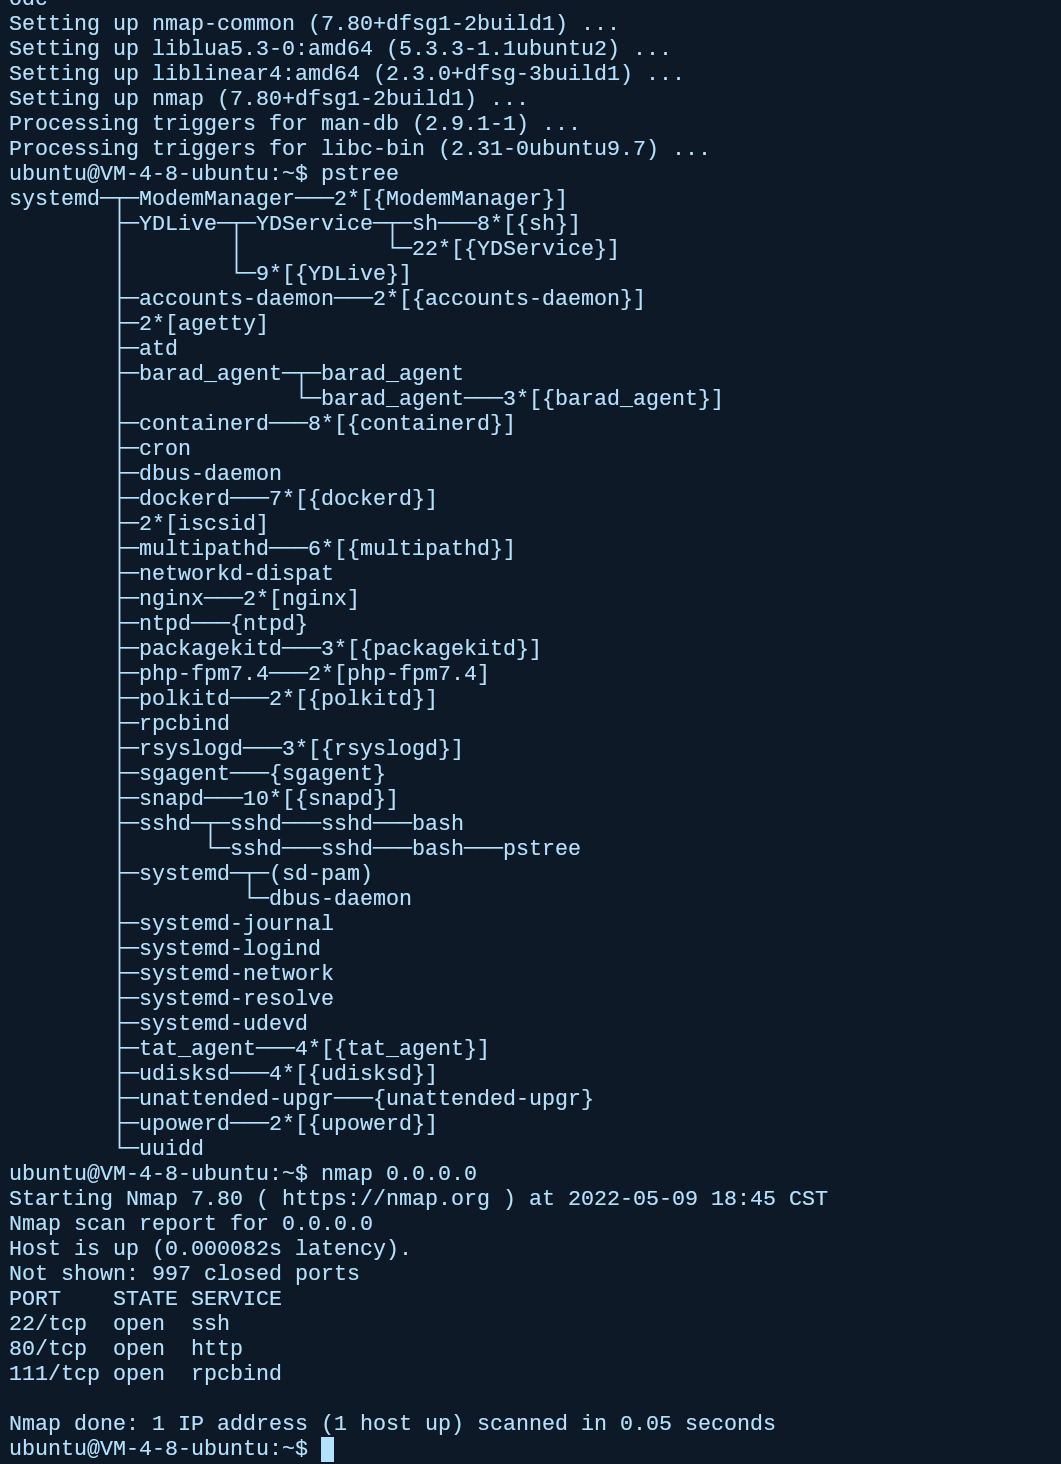 ode
Setting up nmap-common (7.80+dfsg1-2build1) ...
Setting up liblua5.3-0:amd64 (5.3.3-1.1ubuntu2) ...
Setting up liblinear4:amd64 (2.3.0+dfsg-3build1) ...
Setting up nmap (7.80+dfsg1-2build1) ...
Processing triggers for man-db (2.9.1-1) ...
Processing triggers for libc-bin (2.31-0ubuntu9.7) ...
ubuntu@VM-4-8-ubuntu:~$ pstree
systemd─┬─ModemManager───2*[{ModemManager}]
        ├─YDLive─┬─YDService─┬─sh───8*[{sh}]
        │        │           └─22*[{YDService}]
        │        └─9*[{YDLive}]
        ├─accounts-daemon───2*[{accounts-daemon}]
        ├─2*[agetty]
        ├─atd
        ├─barad_agent─┬─barad_agent
        │             └─barad_agent───3*[{barad_agent}]
        ├─containerd───8*[{containerd}]
        ├─cron
        ├─dbus-daemon
        ├─dockerd───7*[{dockerd}]
        ├─2*[iscsid]
        ├─multipathd───6*[{multipathd}]
        ├─networkd-dispat
        ├─nginx───2*[nginx]
        ├─ntpd───{ntpd}
        ├─packagekitd───3*[{packagekitd}]
        ├─php-fpm7.4───2*[php-fpm7.4]
        ├─polkitd───2*[{polkitd}]
        ├─rpcbind
        ├─rsyslogd───3*[{rsyslogd}]
        ├─sgagent───{sgagent}
        ├─snapd───10*[{snapd}]
        ├─sshd─┬─sshd───sshd───bash
        │      └─sshd───sshd───bash───pstree
        ├─systemd─┬─(sd-pam)
        │         └─dbus-daemon
        ├─systemd-journal
        ├─systemd-logind
        ├─systemd-network
        ├─systemd-resolve
        ├─systemd-udevd
        ├─tat_agent───4*[{tat_agent}]
        ├─udisksd───4*[{udisksd}]
        ├─unattended-upgr───{unattended-upgr}
        ├─upowerd───2*[{upowerd}]
        └─uuidd
ubuntu@VM-4-8-ubuntu:~$ nmap 0.0.0.0
Starting Nmap 7.80 ( https://nmap.org ) at 2022-05-09 18:45 CST
Nmap scan report for 0.0.0.0
Host is up (0.000082s latency).
Not shown: 997 closed ports
PORT    STATE SERVICE
22/tcp  open  ssh
80/tcp  open  http
111/tcp open  rpcbind

Nmap done: 1 IP address (1 host up) scanned in 0.05 seconds
ubuntu@VM-4-8-ubuntu:~$